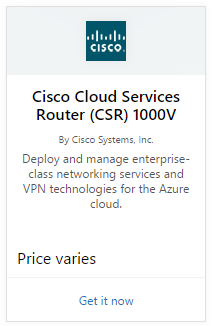 CISCO
Cisco Cloud Services
Router (CSR) 1000V
By Cisco Systems, Inc.
Deploy and manage enterprise-
class networking services and
VPN technologies for the Azure
cloud.
Price varies
Get it now